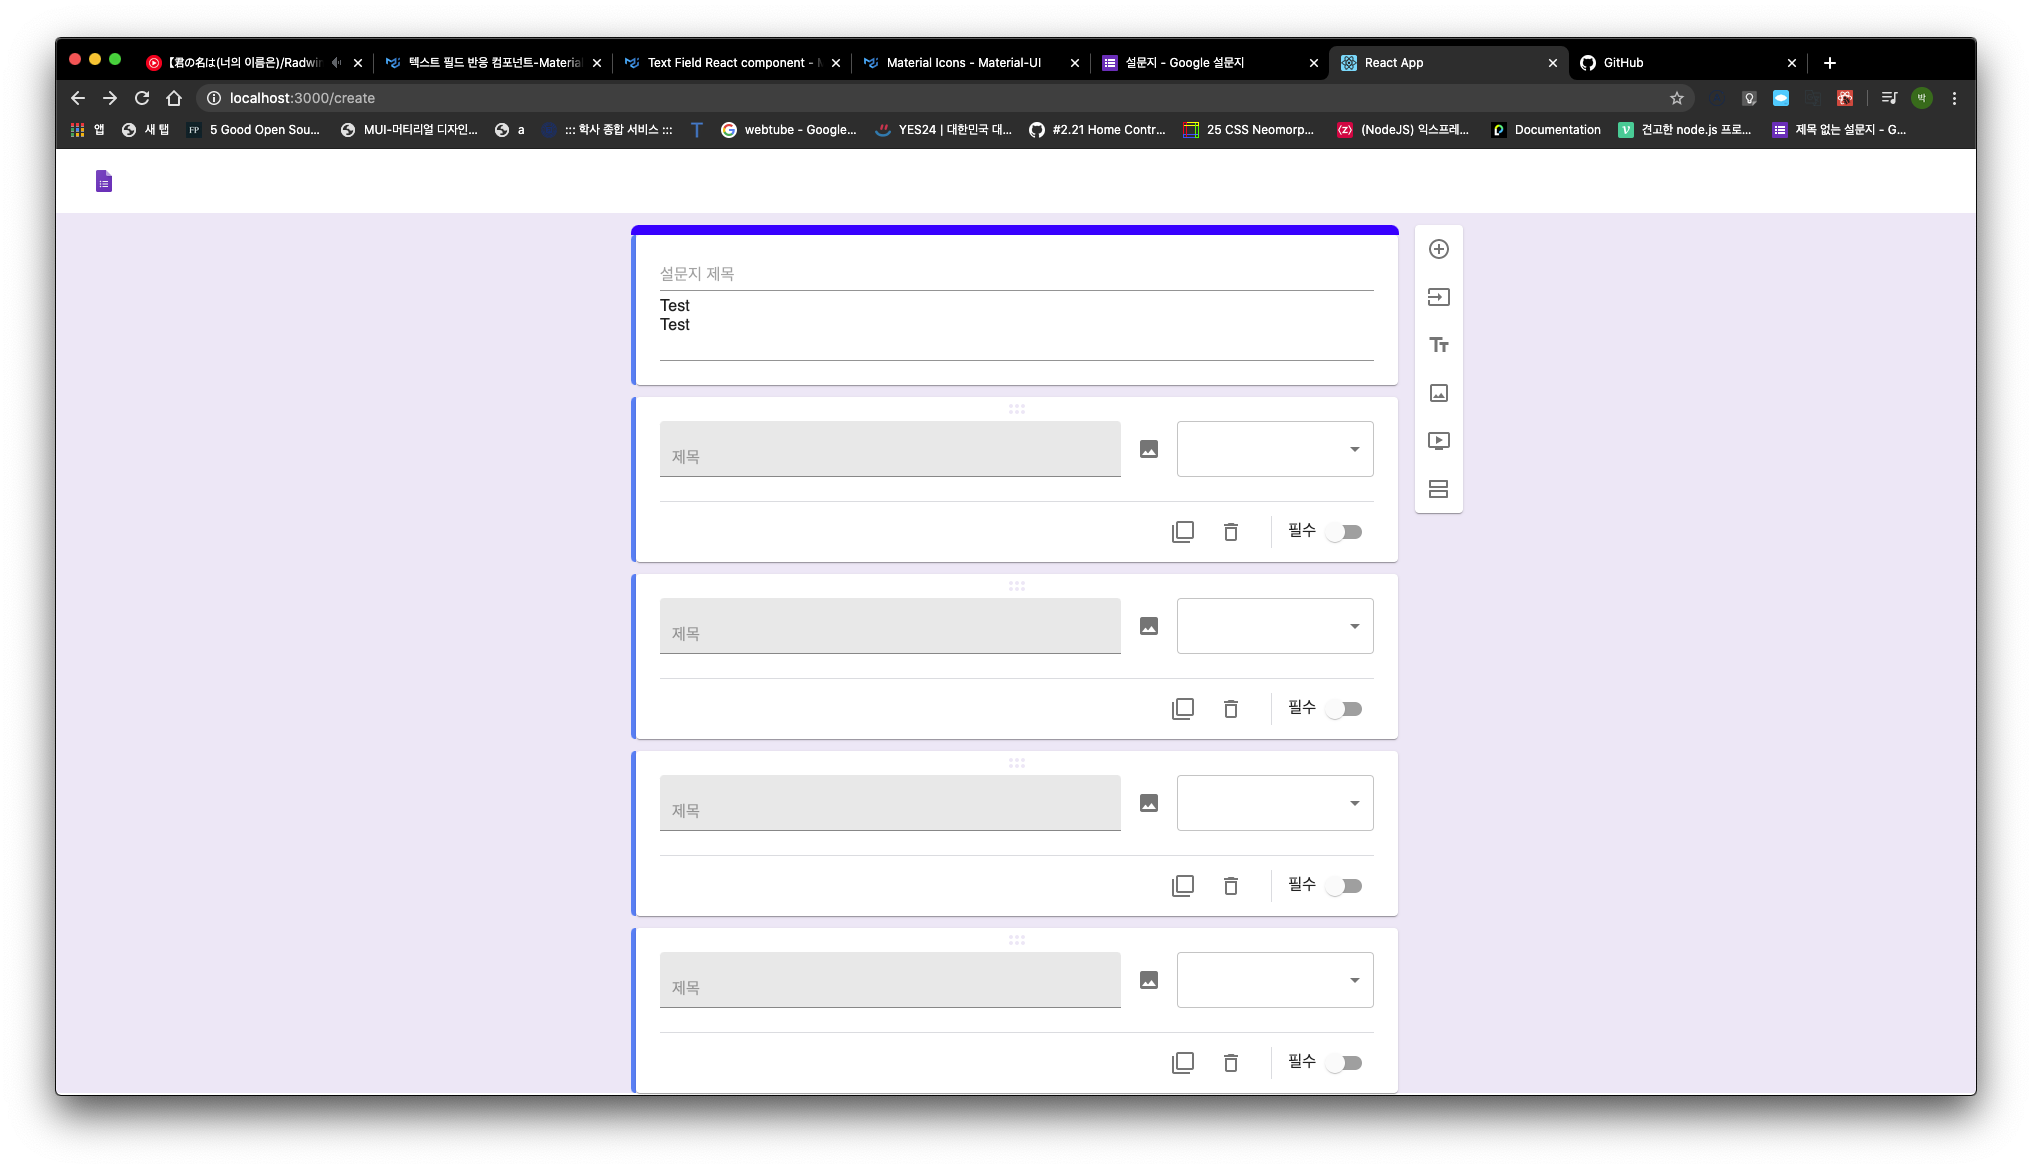 【君の名は(너의 이름은)/Radwin
텍스트 필드 반응 컴포넌트-Material
Text Field React component - M
Material Icons - Material-UI
설문지 - Google 설문지
React App
GitHub
localhost:3000/create
박
앱
새 탭
FP
5 Good Open Sou...
MUI-머티리얼 디자인...
a
::: 학사 종합 서비스 :::
T
webtube - Google...
YES24 | 대한민국 대...
#2.21 Home Contr...
25 CSS Neomorp...
(NodeJS) 익스프레...
Documentation
견고한 node.js 프로...
제목 없는 설문지 - G...
설문지 제목
Test
Test
제목
필수
제목
필수
제목
필수
제목
필수